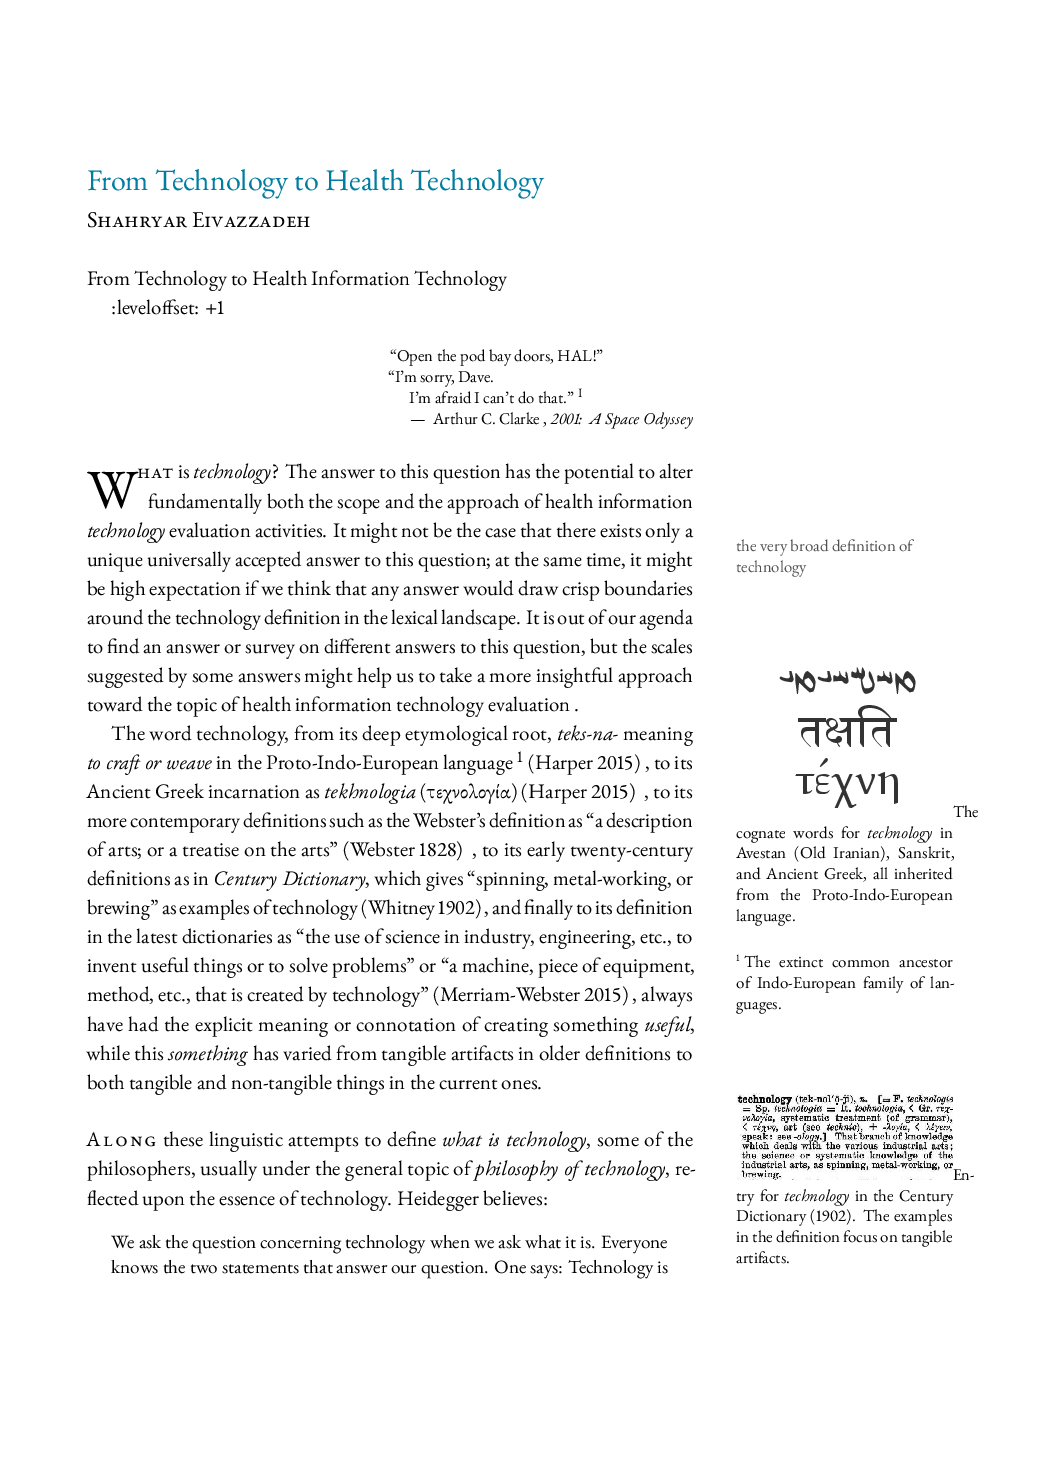 From Technology to Health Technology
Shahryar Eivazzadeh
From Technology to Health Information Technology
:leveloffset: +1
“Open the pod bay doors, HAL!”
“I’m sorry, Dave.
I’m afraid I can’t do that.” I
— Arthur C. Clarke , 2001: A Space Odyssey
What is technology? The answer to this question has the potential to alter
fundamentally both the scope and the approach of health information
technology evaluation activities. It might not be the case that there exists only a
unique universally accepted answer to this question; at the same time, it might
be high expectation if we think that any answer would draw crisp boundaries
around the technology definition in the lexical landscape. It is out of our agenda
to find an answer or survey on different answers to this question, but the scales
suggested by some answers might help us to take a more insightful approach
toward the topic of health information technology evaluation .
The word technology, from its deep etymological root, teks-na- meaning
to craft or weave in the Proto-Indo-European language 1 (Harper 2015) , to its
Ancient Greek incarnation as tekhnologia (τεχνολογία) (Harper 2015) , to its
more contemporary definitions such as the Webster’s definition as “a description
of arts; or a treatise on the arts” (Webster 1828) , to its early twenty-century
definitions as in Century Dictionary, which gives “spinning, metal-working, or
brewing” as examples of technology (Whitney 1902) , and finally to its definition
in the latest dictionaries as “the use of science in industry, engineering, etc., to
invent useful things or to solve problems” or “a machine, piece of equipment,
method, etc., that is created by technology” (Merriam-Webster 2015) , always
have had the explicit meaning or connotation of creating something useful,
while this something has varied from tangible artifacts in older definitions to
both tangible and non-tangible things in the current ones.
Along these linguistic attempts to define what is technology, some of the
philosophers, usually under the general topic of philosophy of technology, re-
flected upon the essence of technology. Heidegger believes:
We ask the question concerning technology when we ask what it is. Everyone
knows the two statements that answer our question. One says: Technology is
the very broad definition of
technology
तक्षति
τέχνη
The
cognate words for technology in
Avestan (Old Iranian), Sanskrit,
and Ancient Greek, all inherited
from the Proto-Indo-European
language.
1 The extinct common ancestor
of Indo-European family of lan-
guages.
technology (tek-nol′ō-ji), n. [= F. technologie
= Sp. technologia = It. technologia, < Gr. τεχ-
νολογία, systematic treatment (of grammar),
< τέχνη, art (see technic), + -λογία, < λέγειν,
speak: see -ology.] That branch of knowledge
which deals with the various industrial arts;
the science or systematic knowledge of the
industrial arts, as spinning, metal-working, or
brewing.
En-
try for technology in the Century
Dictionary (1902). The examples
in the definition focus on tangible
artifacts.